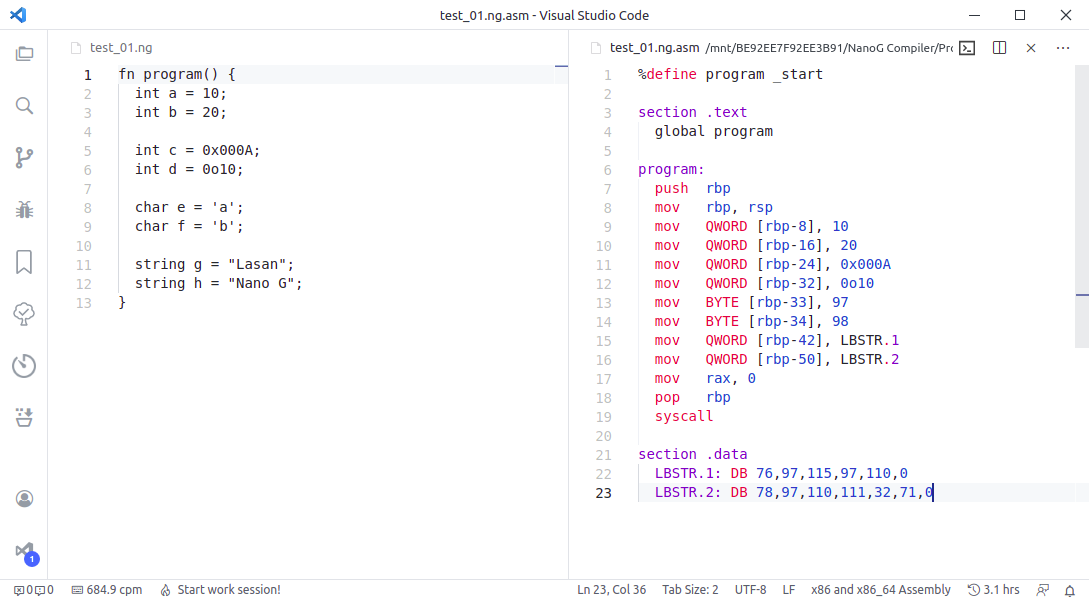 test_01.ng.asm - Visual Studio Code
test_01.ng
1 fn program() {
2 int a = 10;
3 int b = 20;
4
5 int c = 0x000A;
6 int d = 0o10;
7
8 char e = 'a';
9 char f = 'b';
10
11 string g = "Lasan";
12 string h = "Nano G";
13 }
test_01.ng.asm /mnt/BE92EE7F92EE3B91/NanoG Compiler/Pro
1 %define program _start
2
3 section .text
4 global program
5
6 program:
7 push rbp
8 mov rbp, rsp
9 mov QWORD [rbp-8], 10
10 mov QWORD [rbp-16], 20
11 mov QWORD [rbp-24], 0x000A
12 mov QWORD [rbp-32], 0o10
13 mov BYTE [rbp-33], 97
14 mov BYTE [rbp-34], 98
15 mov QWORD [rbp-42], LBSTR.1
16 mov QWORD [rbp-50], LBSTR.2
17 mov rax, 0
18 pop rbp
19 syscall
20
21 section .data
22 LBSTR.1: DB 76,97,115,97,110,0
23 LBSTR.2: DB 78,97,110,111,32,71,0
1
0 0 684.9 cpm Start work session! Ln 23, Col 36 Tab Size: 2 UTF-8 LF x86 and x86_64 Assembly 3.1 hrs